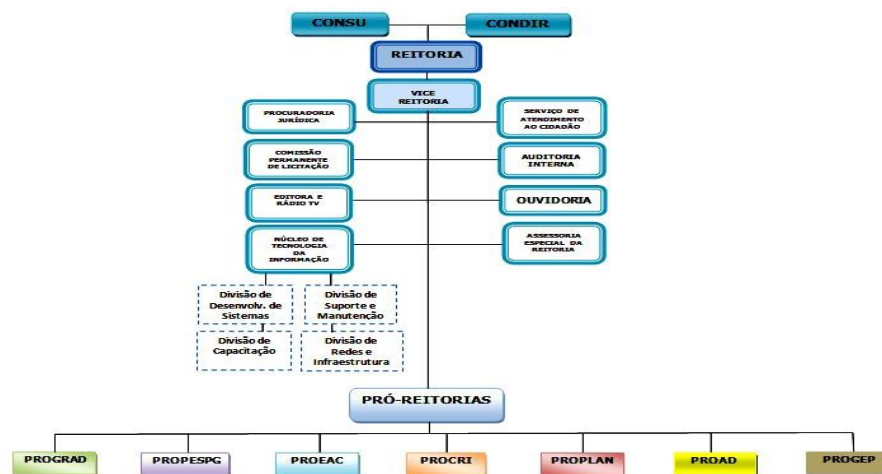 CONSU
CONDIR
REITORIA
VICE
REITORIA
PROCURADORIA
JURÍDICA
SERVIÇO DE
ATENDIMENTO
AO CIDADÃO
COMISSÃO
PERMANENTE
DE LICITAÇÃO
AUDITORIA
INTERNA
EDITORA E
RÁDIO TV
OUVIDORIA
NÚCLEO DE
TECNOLOGIA
DA
INFORMAÇÃO
ASSESSORIA
ESPECIAL DA
REITORIA
Divisão de
Desenvolv. de
Sistemas
Divisão de
Suporte e
Manutenção
Divisão de
Capacitação
Divisão de
Redes e
Infraestrutura
PRÓ-REITORIAS
PROGRAD
PROPESPG
PROEAC
PROCRI
PROPLAN
PROAD
PROGEP